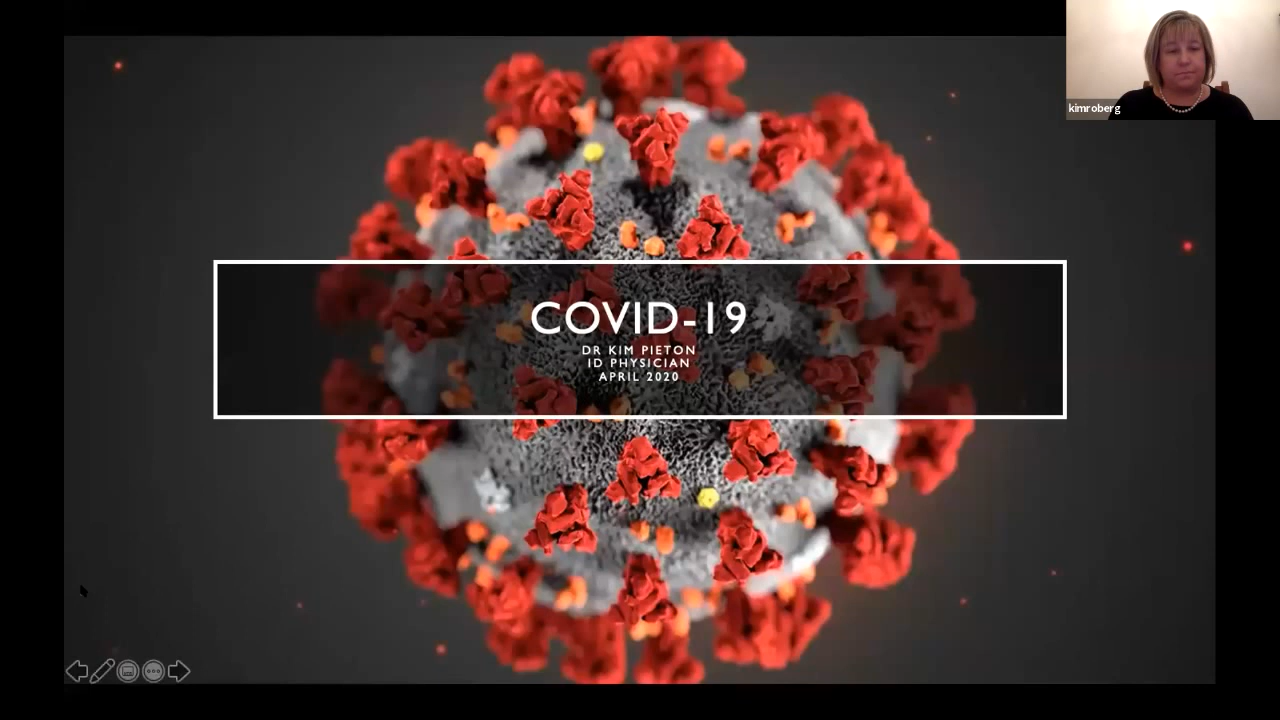 kimroberg
COVID-19
DR KIM PIETON
ID PHYSICIAN
APRIL 2020